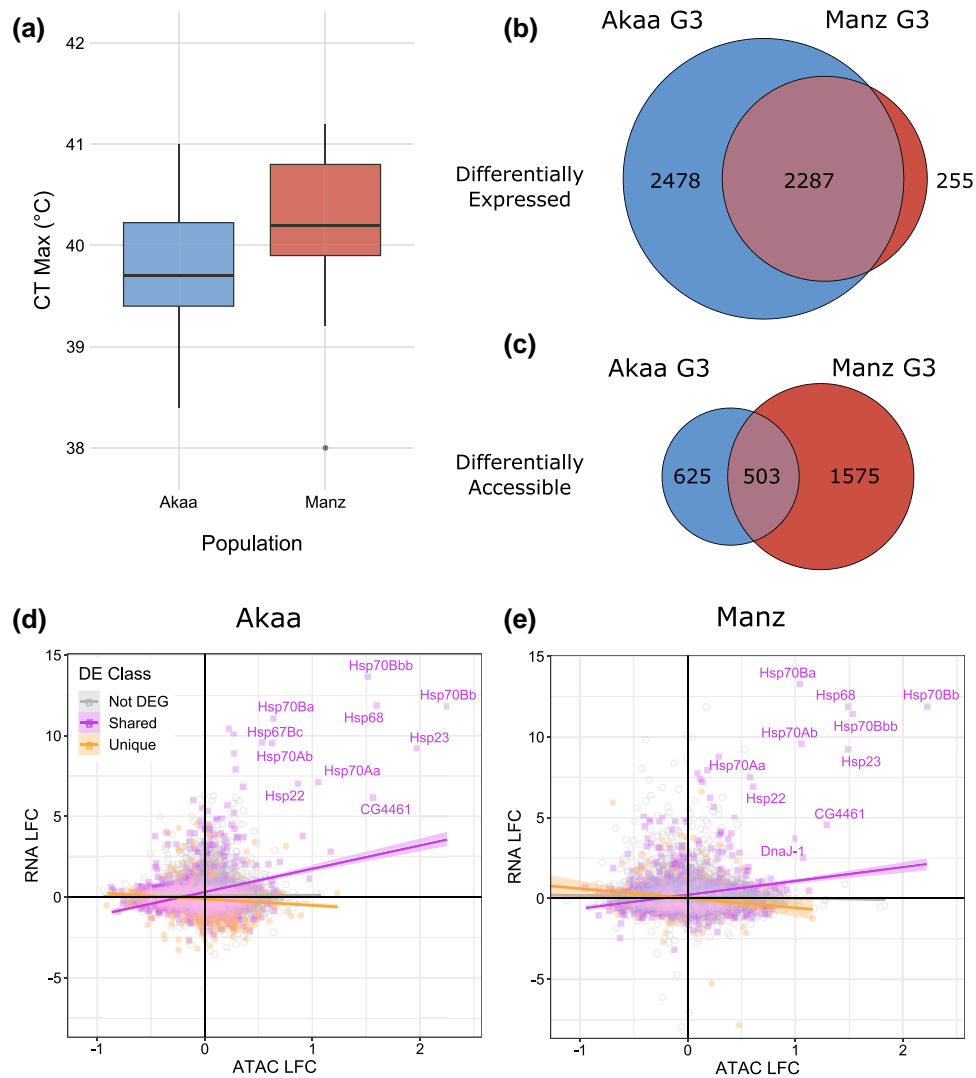 (a)
42
41
40
39
38
CT Max (°C)
Akaa
Manz
Population
(b)
Akaa G3
Manz G3
Differentially
Expressed
2478
2287
255
(c)
Akaa G3
Manz G3
Differentially
Accessible
625
503
1575
(d)
Akaa
15
10
5
0
-5
RNA LFC
DE Class
Not DEG
Shared
Unique
Hsp70Bbb
Hsp70Bb
Hsp70Ba
Hsp68
Hsp67Bc
Hsp23
Hsp70Ab
Hsp70Aa
Hsp22
CG4461
-1
0
1
2
ATAC LFC
(e)
Manz
15
10
5
0
-5
RNA LFC
Hsp70Ba
Hsp68
Hsp70Bb
Hsp70Ab
Hsp70Bbb
Hsp70Aa
Hsp23
Hsp22
CG4461
DnaJ-1
-1
0
1
2
ATAC LFC